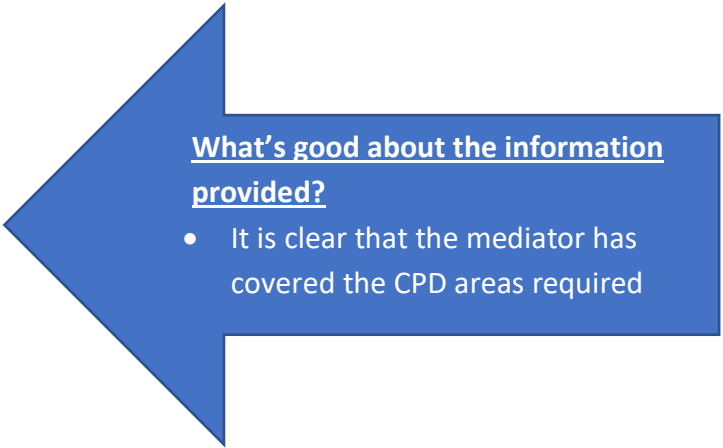 What’s good about the information
provided?
• It is clear that the mediator has
covered the CPD areas required